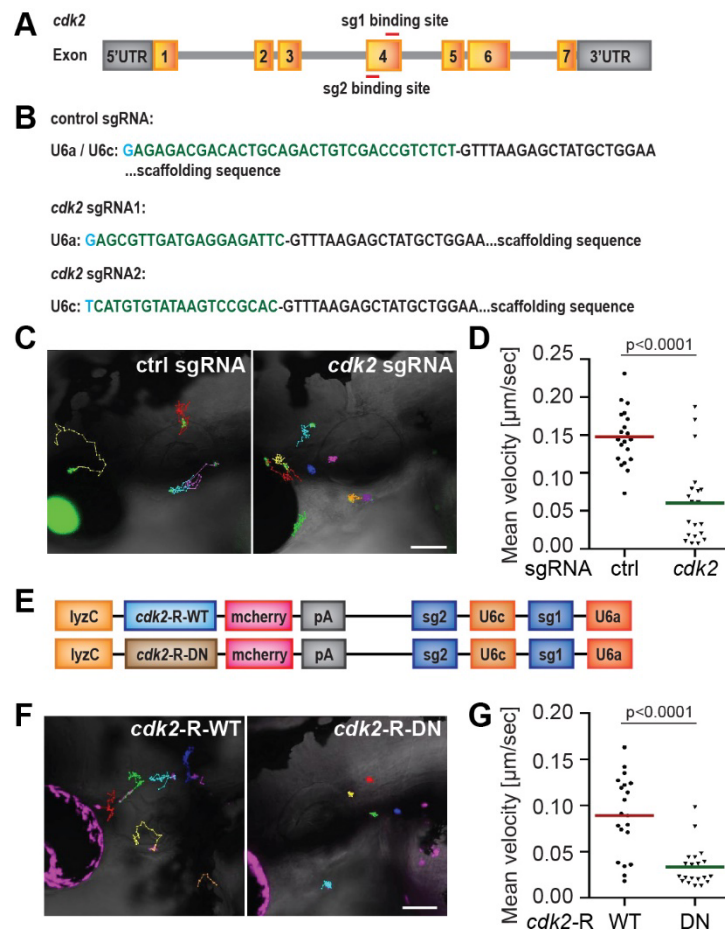 A
cdk2
sg1 binding site
Exon 5'UTR 1 2 3 4 5 6 7 3'UTR
sg2 binding site
B
control sgRNA:
U6a / U6c: GAGAGACGACACTGCAGACTGTCGACCGTCTCT-GTTTAAGAGCTATGCTGGAA
...scaffolding sequence
cdk2 sgRNA1:
U6a: GAGCGTTGATGAGGAGATTC-GTTTAAGAGCTATGCTGGAA...scaffolding sequence
cdk2 sgRNA2:
U6c: TCATGTGTATAAGTCCGCAC-GTTTAAGAGCTATGCTGGAA...scaffolding sequence
C
ctrl sgRNA
cdk2 sgRNA
D
p<0.0001
Mean velocity [µm/sec]
0.25
0.20
0.15
0.10
0.05
0.00
sgRNA ctrl cdk2
E
lyzC cdk2-R-WT mcherry pA sg2 U6c sg1 U6a
lyzC cdk2-R-DN mcherry pA sg2 U6c sg1 U6a
F
cdk2-R-WT
cdk2-R-DN
G
p<0.0001
Mean velocity [µm/sec]
0.20
0.15
0.10
0.05
0.00
cdk2-R WT DN